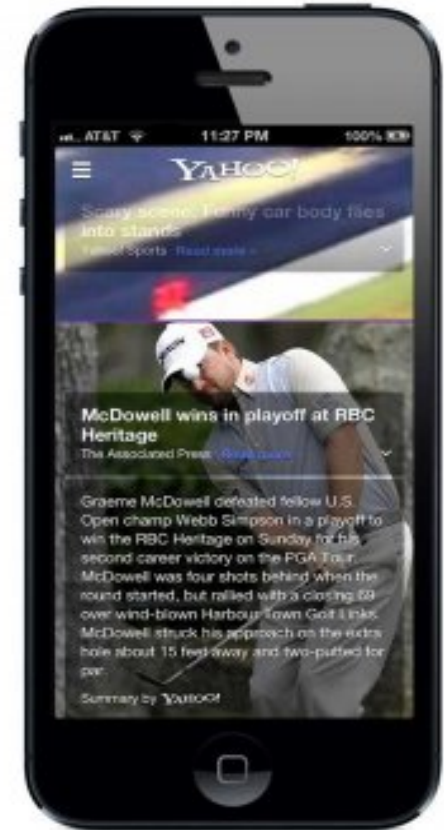 AT&T 11:27 PM 100%
YAHOO!
Scary scene: Funny car body flies
into stands
Yahoo! Sports Read more »
McDowell wins in playoff at RBC
Heritage
The Associated Press Read more
Graeme McDowell defeated fellow U.S.
Open champ Webb Simpson in a playoff to
win the RBC Heritage on Sunday for his
second career victory on the PGA Tour.
McDowell was four shots behind when the
round started, but rallied with a closing 69
over wind-blown Harbour Town Golf Links.
McDowell struck his approach on the extra
hole about 15 feet away and two-putted for
par.
Summary by YAHOO!